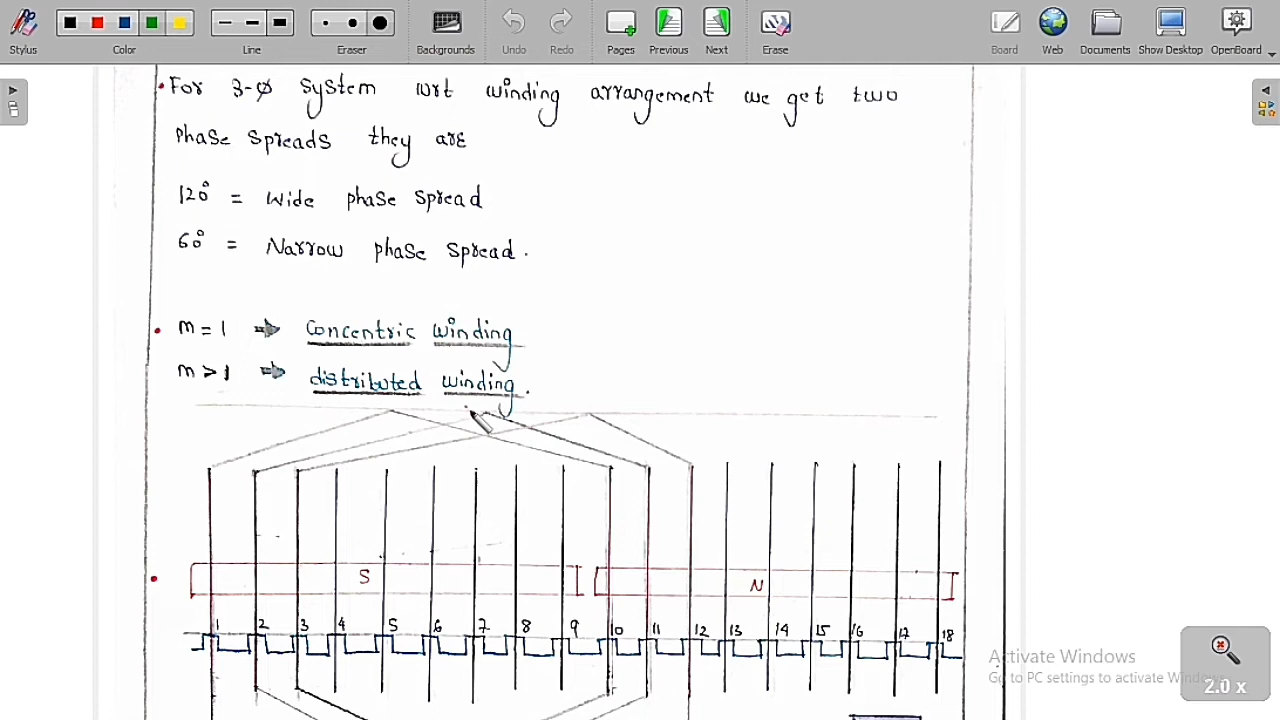 Stylus
Color
Line
Eraser
Backgrounds
Undo
Redo
Pages
Previous
Next
Erase
Board
Web
Documents
Show Desktop
OpenBoard
• For 3-Ø system wrt winding arrangement we get two
phase spreads they are
120° = Wide phase spread
60° = Narrow phase spread.
• m = 1 ⇒ Concentric winding
m > 1 ⇒ distributed winding.
S
N
1 2 3 4 5 6 7 8 9 10 11 12 13 14 15 16 17 18
Activate Windows
Go to PC settings to activate Windows.
2.0 x